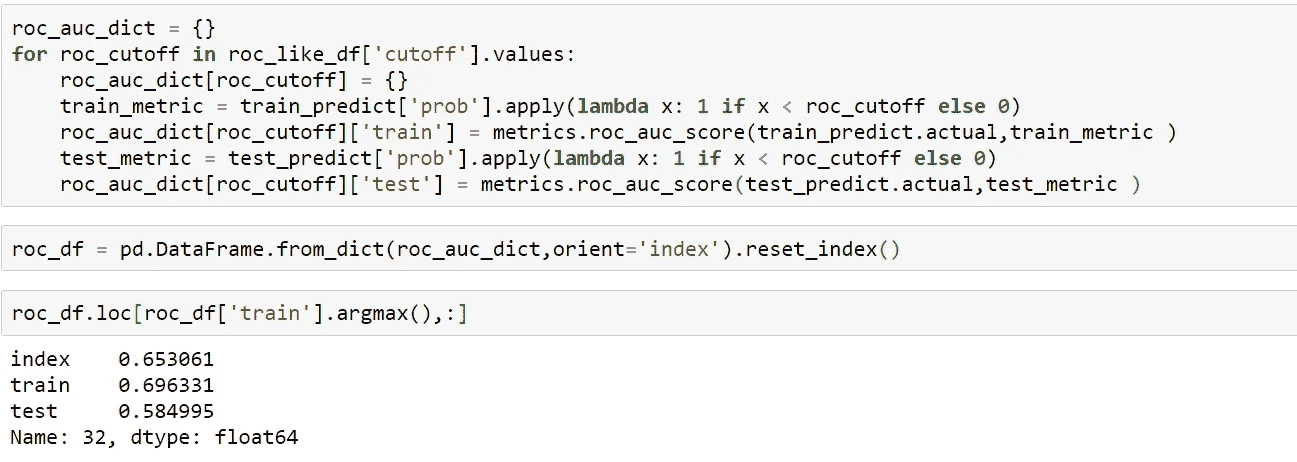 roc_auc_dict = {}
for roc_cutoff in roc_like_df['cutoff'].values:
    roc_auc_dict[roc_cutoff] = {}
    train_metric = train_predict['prob'].apply(lambda x: 1 if x < roc_cutoff else 0)
    roc_auc_dict[roc_cutoff]['train'] = metrics.roc_auc_score(train_predict.actual,train_metric )
    test_metric = test_predict['prob'].apply(lambda x: 1 if x < roc_cutoff else 0)
    roc_auc_dict[roc_cutoff]['test'] = metrics.roc_auc_score(test_predict.actual,test_metric )
roc_df = pd.DataFrame.from_dict(roc_auc_dict,orient='index').reset_index()
roc_df.loc[roc_df['train'].argmax(),:]
index    0.653061
train    0.696331
test     0.584995
Name: 32, dtype: float64